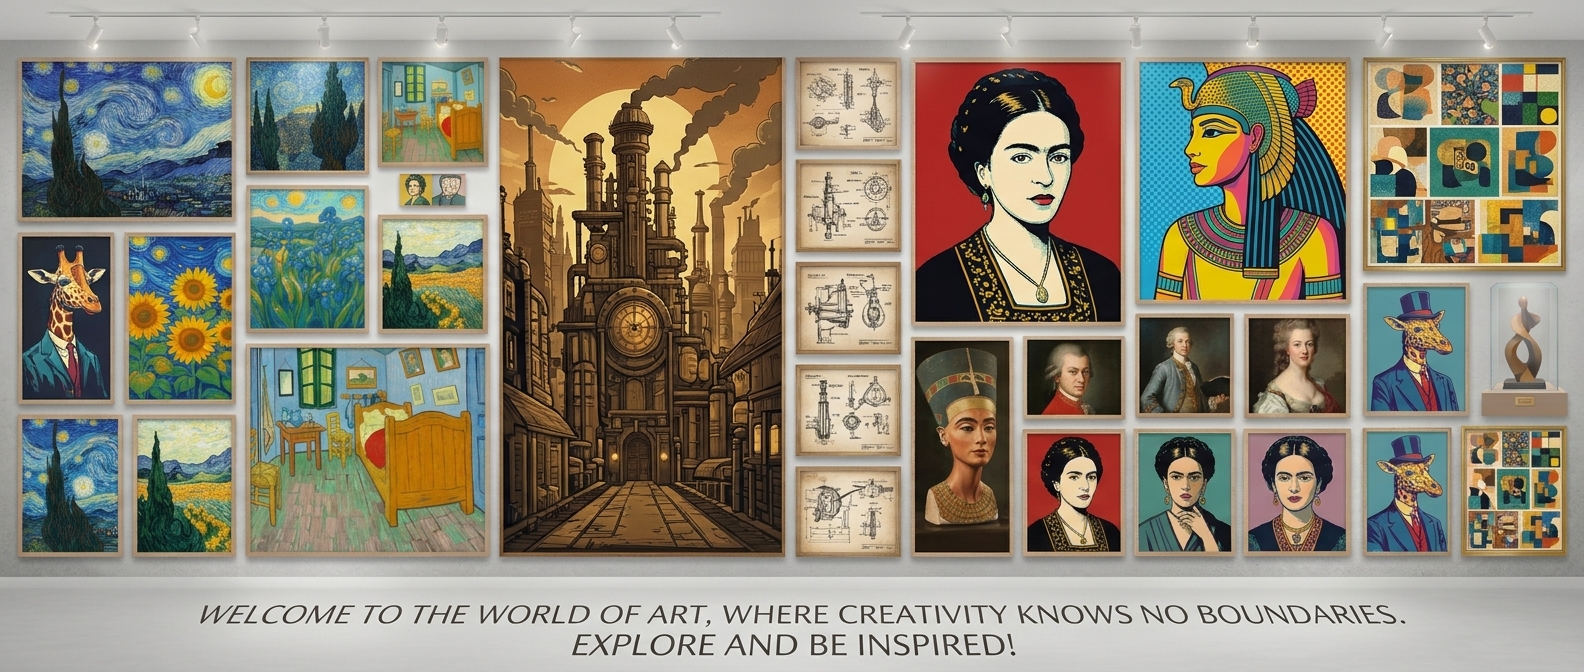 WELCOME TO THE WORLD OF ART, WHERE CREATIVITY KNOWS NO BOUNDARIES.
EXPLORE AND BE INSPIRED!